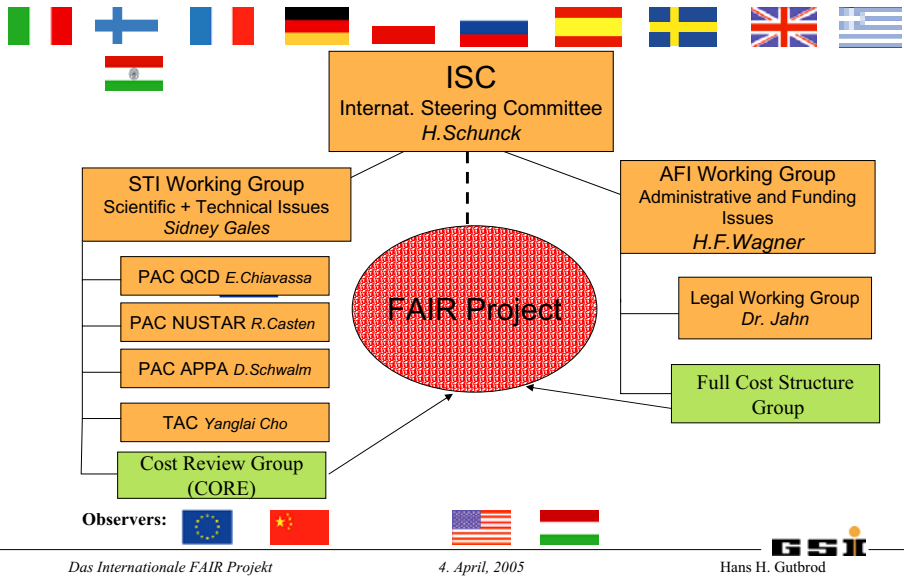 ISC
Internat. Steering Committee
H.Schunck
STI Working Group
Scientific + Technical Issues
Sidney Gales
AFI Working Group
Administrative and Funding
Issues
H.F.Wagner
PAC QCD E.Chiavassa
PAC NUSTAR R.Casten
PAC APPA D.Schwalm
TAC Yanglai Cho
Cost Review Group
(CORE)
FAIR Project
Legal Working Group
Dr. Jahn
Full Cost Structure
Group
Observers:
GSI
Das Internationale FAIR Projekt
4. April, 2005
Hans H. Gutbrod